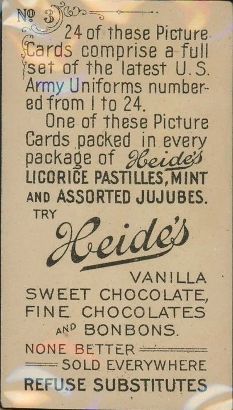 No 3
24 of these Picture
Cards comprise a full
set of the latest U.S.
Army Uniforms number-
ed from 1 to 24.
One of these Picture
Cards packed in every
package of Heide's
LICORICE PASTILLES, MINT
AND ASSORTED JUJUBES.
TRY
Heide's
VANILLA
SWEET CHOCOLATE,
FINE CHOCOLATES
AND BONBONS.
NONE BETTER
SOLD EVERYWHERE
REFUSE SUBSTITUTES